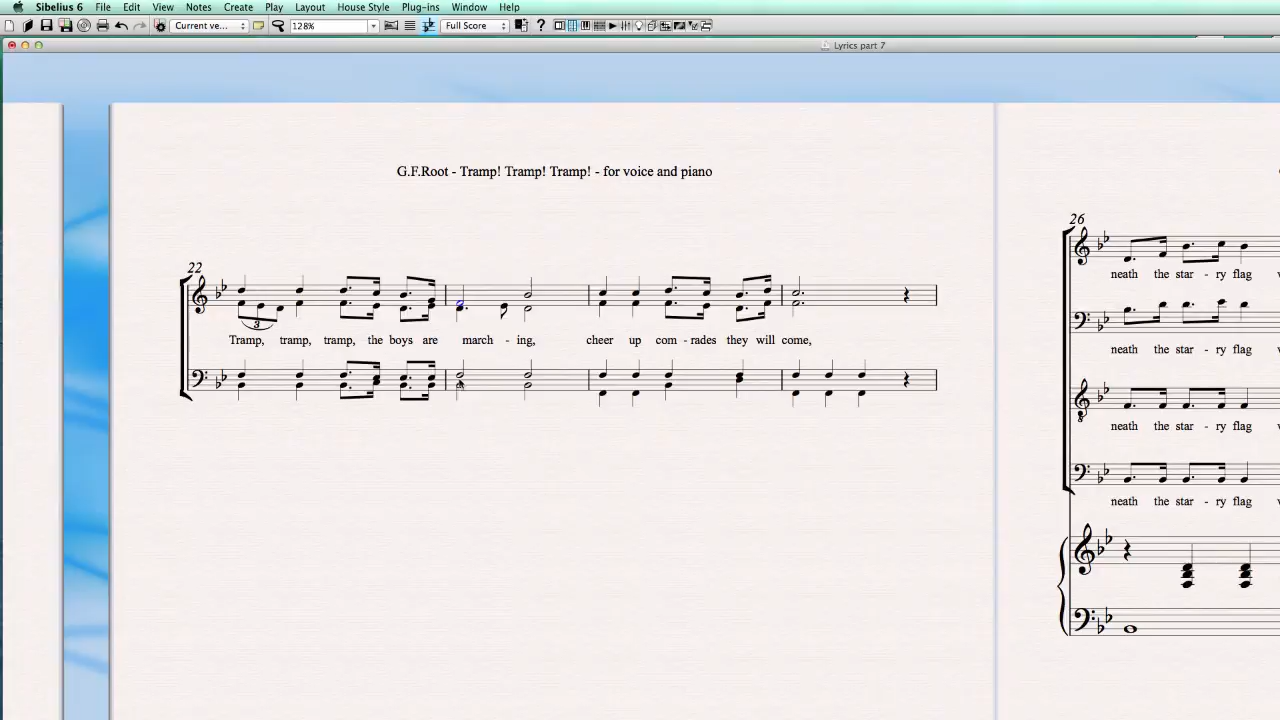 Sibelius 6 File Edit View Notes Create Play Layout House Style Plug-ins Window Help
Current ve... 128% Full Score
Lyrics part 7
G.F.Root - Tramp! Tramp! Tramp! - for voice and piano
22
3
Tramp, tramp, tramp, the boys are march - ing, cheer up com - rades they will come,
26
neath the star - ry flag
neath the star - ry flag
8
neath the star - ry flag
neath the star - ry flag